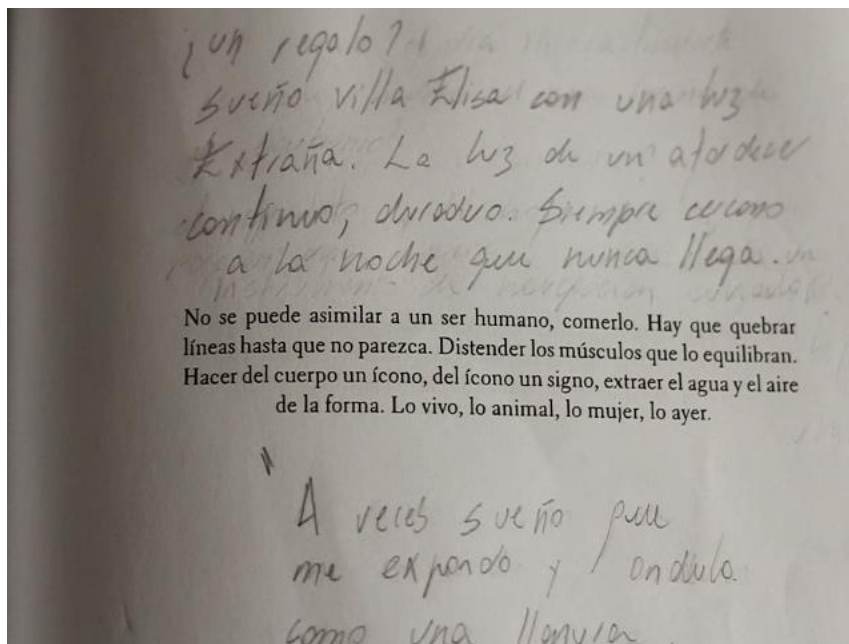 ¿un regalo?
sueño villa Elisa con una luz
Extraña. La luz de un atardecer
continuo, duradero. Siempre cercano
a la noche que nunca llega.
No se puede asimilar a un ser humano, comerlo. Hay que quebrar
líneas hasta que no parezca. Distender los músculos que lo equilibran.
Hacer del cuerpo un ícono, del ícono un signo, extraer el agua y el aire
de la forma. Lo vivo, lo animal, lo mujer, lo ayer.
A veces sueño que
me expando y ondulo
como una llanura